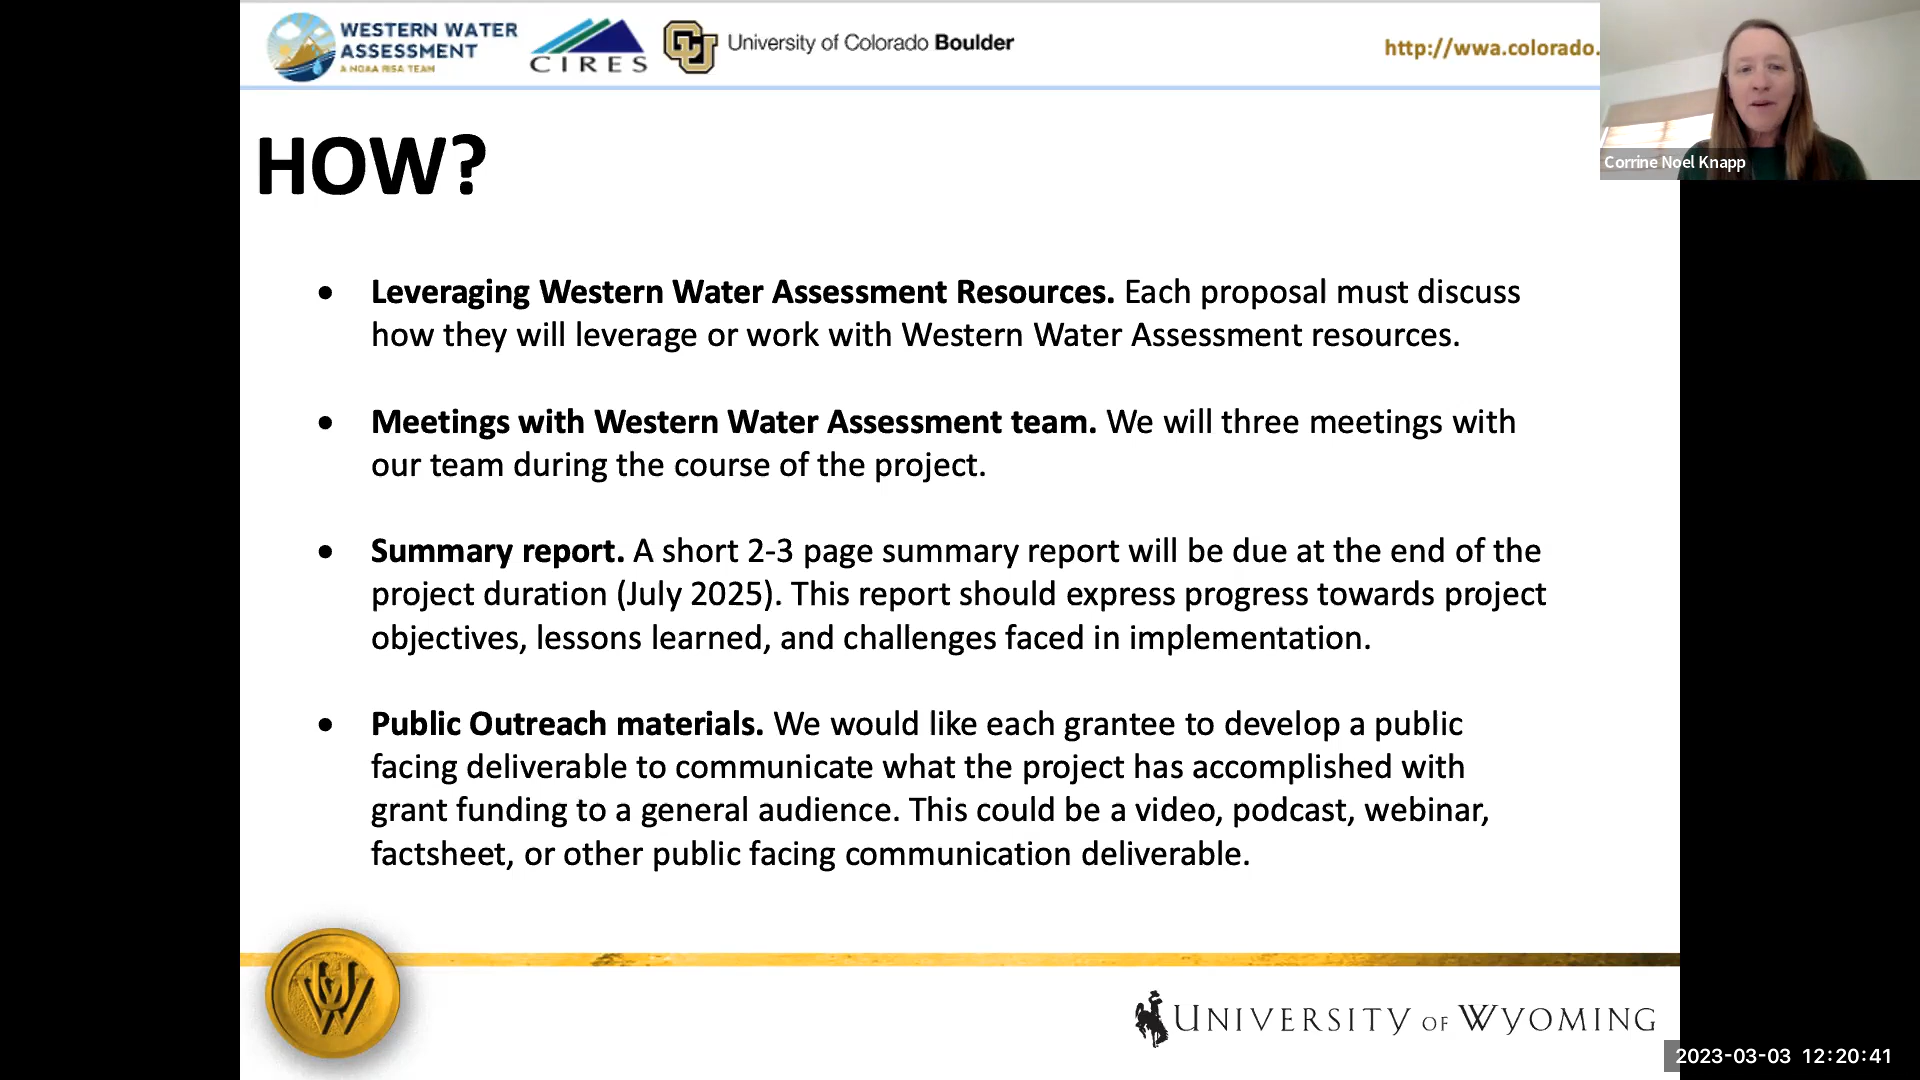 WESTERN WATER
ASSESSMENT
A NOAA RISA TEAM
CIRES
CU
University of Colorado Boulder
http://wwa.colorado.
Corrine Noel Knapp
HOW?
• Leveraging Western Water Assessment Resources. Each proposal must discuss
how they will leverage or work with Western Water Assessment resources.
• Meetings with Western Water Assessment team. We will three meetings with
our team during the course of the project.
• Summary report. A short 2-3 page summary report will be due at the end of the
project duration (July 2025). This report should express progress towards project
objectives, lessons learned, and challenges faced in implementation.
• Public Outreach materials. We would like each grantee to develop a public
facing deliverable to communicate what the project has accomplished with
grant funding to a general audience. This could be a video, podcast, webinar,
factsheet, or other public facing communication deliverable.
UW
UNIVERSITY OF WYOMING
2023-03-03 12:20:41